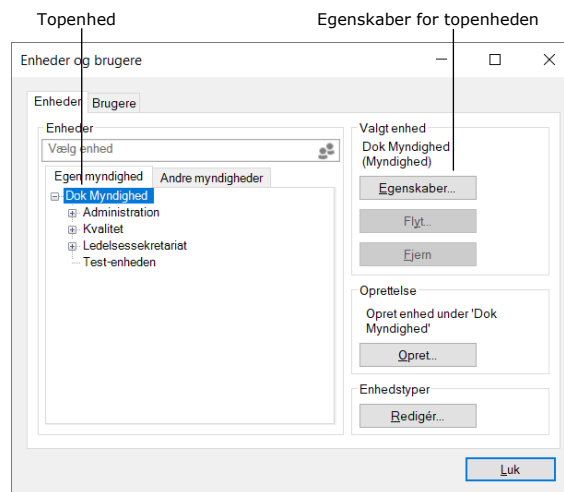 Topenhed
Egenskaber for topenheden
Enheder og brugere
Enheder
Brugere
Enheder
Vælg enhed
Egen myndighed
Andre myndigheder
Dok Myndighed
Administration
Kvalitet
Ledelsessekretariat
Test-enheden
Valgt enhed
Dok Myndighed
(Myndighed)
Egenskaber...
Flyt...
Fjern
Oprettelse
Opret enhed under 'Dok
Myndighed'
Opret...
Enhedstyper
Redigér...
Luk